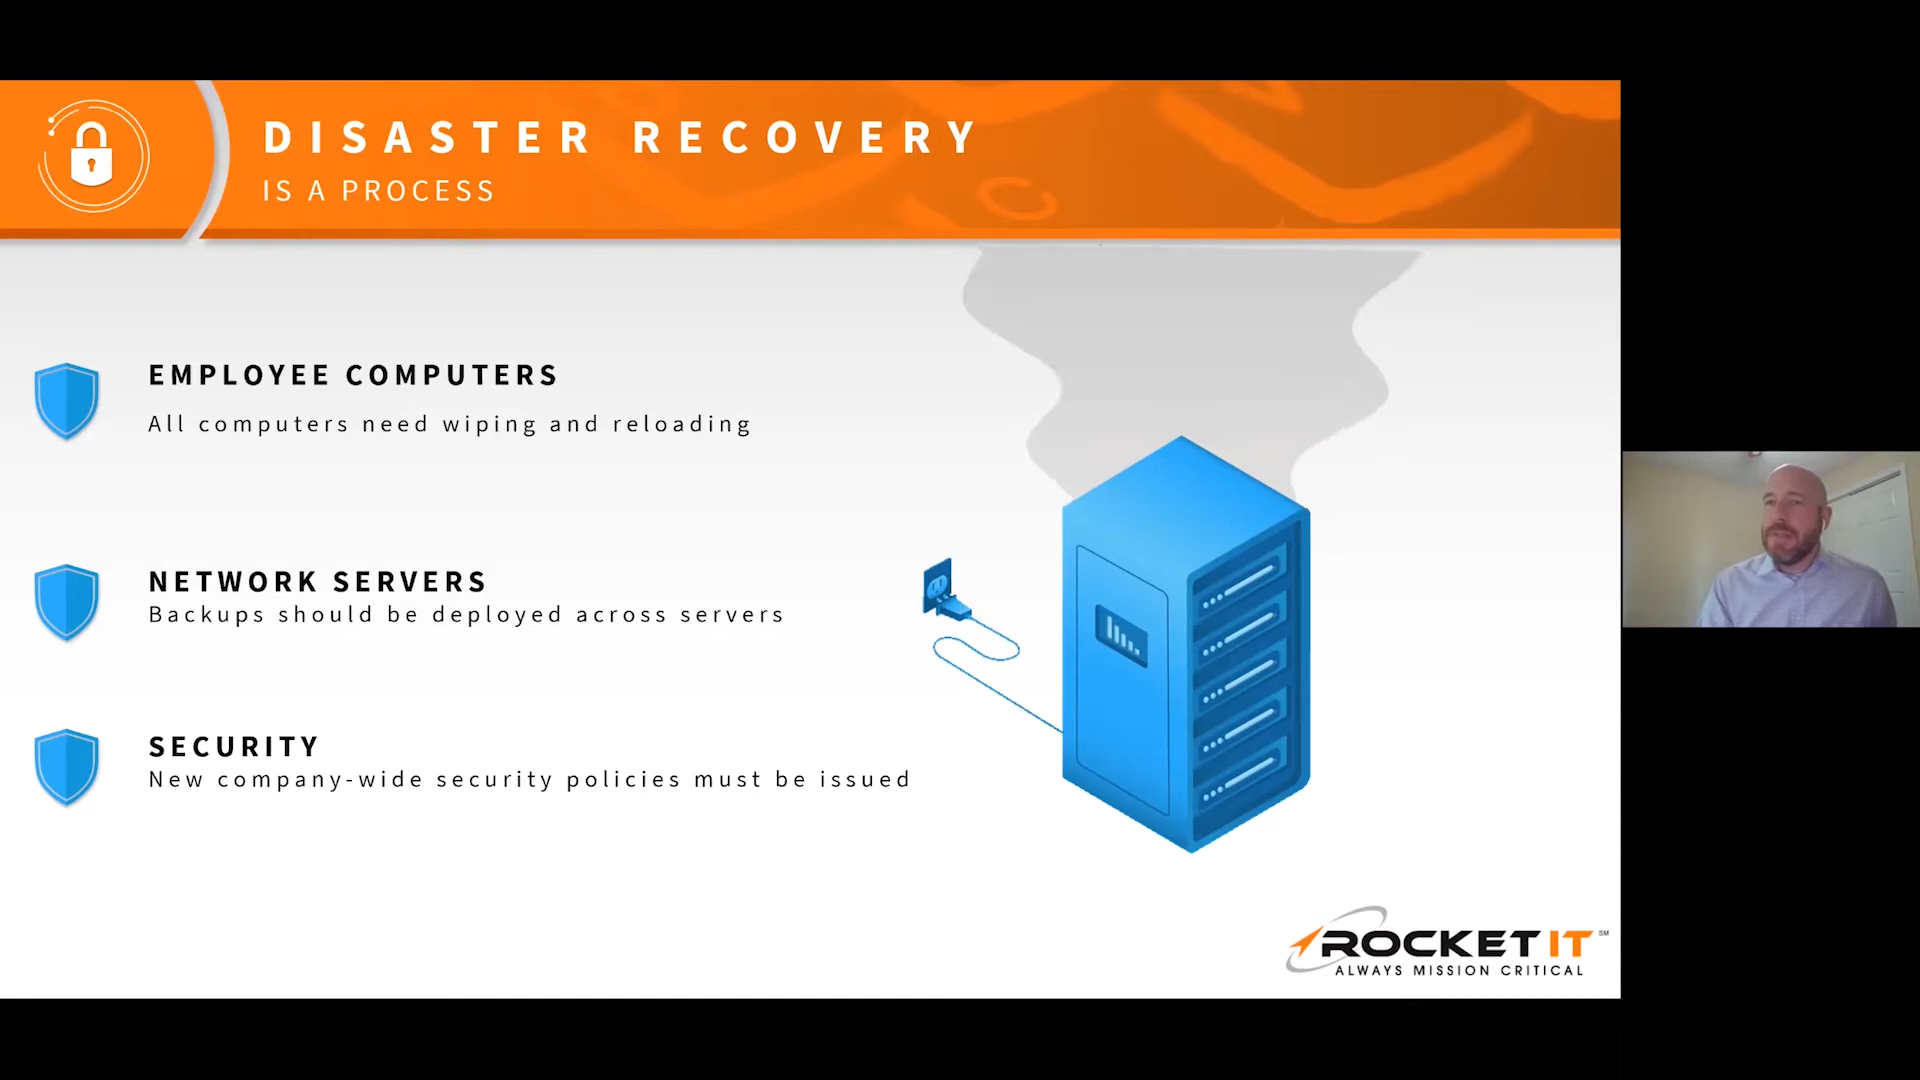 DISASTER RECOVERY
IS A PROCESS
EMPLOYEE COMPUTERS
All computers need wiping and reloading
NETWORK SERVERS
Backups should be deployed across servers
SECURITY
New company-wide security policies must be issued
ROCKET IT SM
ALWAYS MISSION CRITICAL